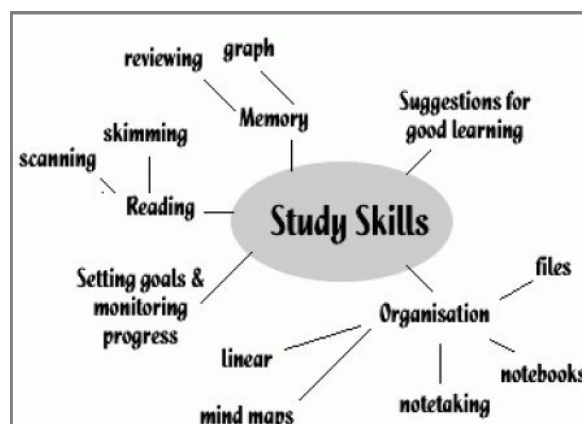 graph
reviewing
Memory
Suggestions for
good learning
skimming
scanning
Reading
Study Skills
Setting goals &
monitoring
progress
files
Organisation
linear
notebooks
mind maps
notetaking